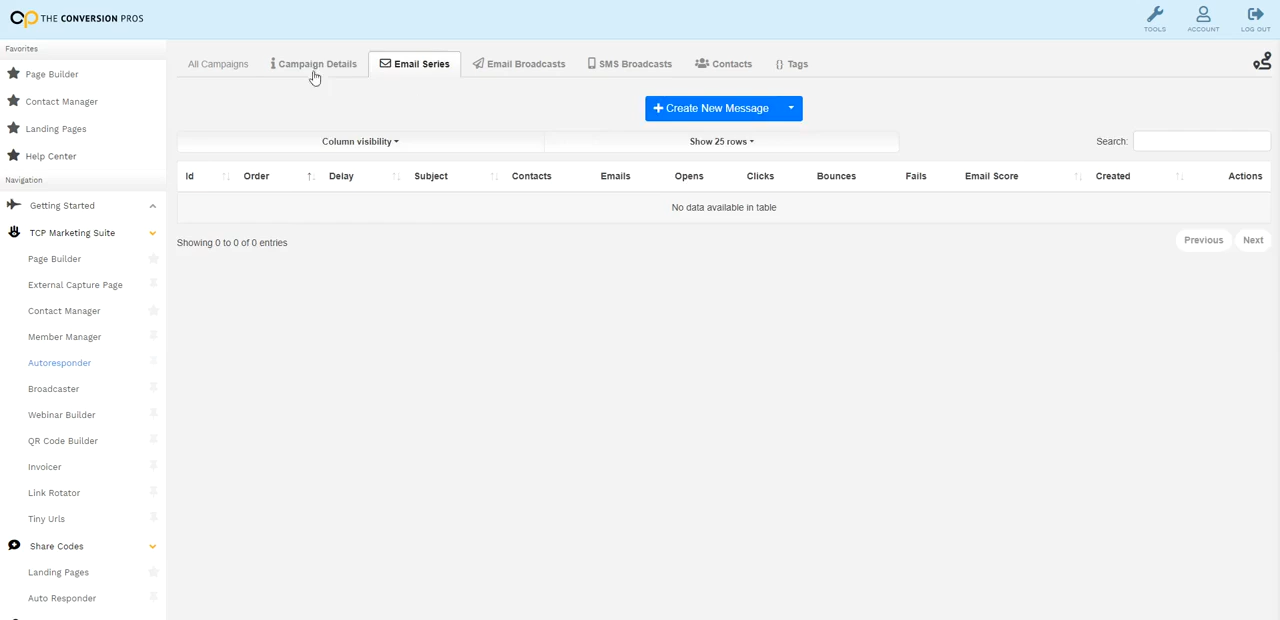 THE CONVERSION PROS
TOOLS
ACCOUNT
LOG OUT
Favorites
Page Builder
Contact Manager
Landing Pages
Help Center
Navigation
Getting Started
TCP Marketing Suite
Page Builder
External Capture Page
Contact Manager
Member Manager
Autoresponder
Broadcaster
Webinar Builder
QR Code Builder
Invoicer
Link Rotator
Tiny Urls
Share Codes
Landing Pages
Auto Responder
All Campaigns
Campaign Details
Email Series
Email Broadcasts
SMS Broadcasts
Contacts
{} Tags
Create New Message
Column visibility
Show 25 rows
Search:
Id Order Delay Subject Contacts Emails Opens Clicks Bounces Fails Email Score Created Actions
No data available in table
Showing 0 to 0 of 0 entries
Previous
Next